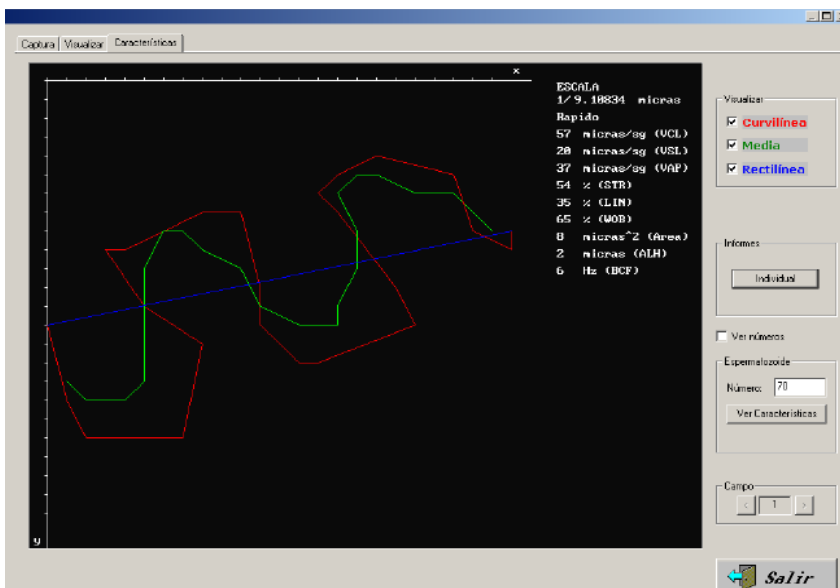 Captura Visualizar Características
x
ESCALA
1/9.10834 micras
Rapido
57 micras/sg (VCL)
20 micras/sg (VSL)
37 micras/sg (VAP)
54 % (STR)
35 % (LIN)
65 % (WOB)
8 micras^2 (Area)
2 micras (ALH)
6 Hz (BCF)
y
Visualizar
Curvilínea
Media
Rectilínea
Informes
Individual
Ver números
Espermatozoide
Número: 70
Ver Características
Campo
< 1 >
Salir